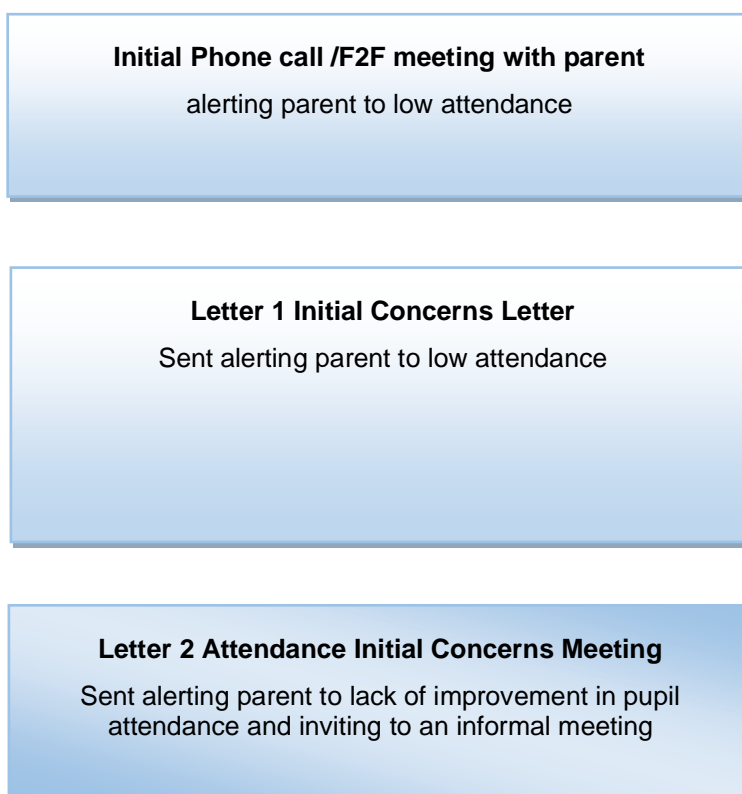 Initial Phone call /F2F meeting with parent
alerting parent to low attendance
Letter 1 Initial Concerns Letter
Sent alerting parent to low attendance
Letter 2 Attendance Initial Concerns Meeting
Sent alerting parent to lack of improvement in pupil
attendance and inviting to an informal meeting